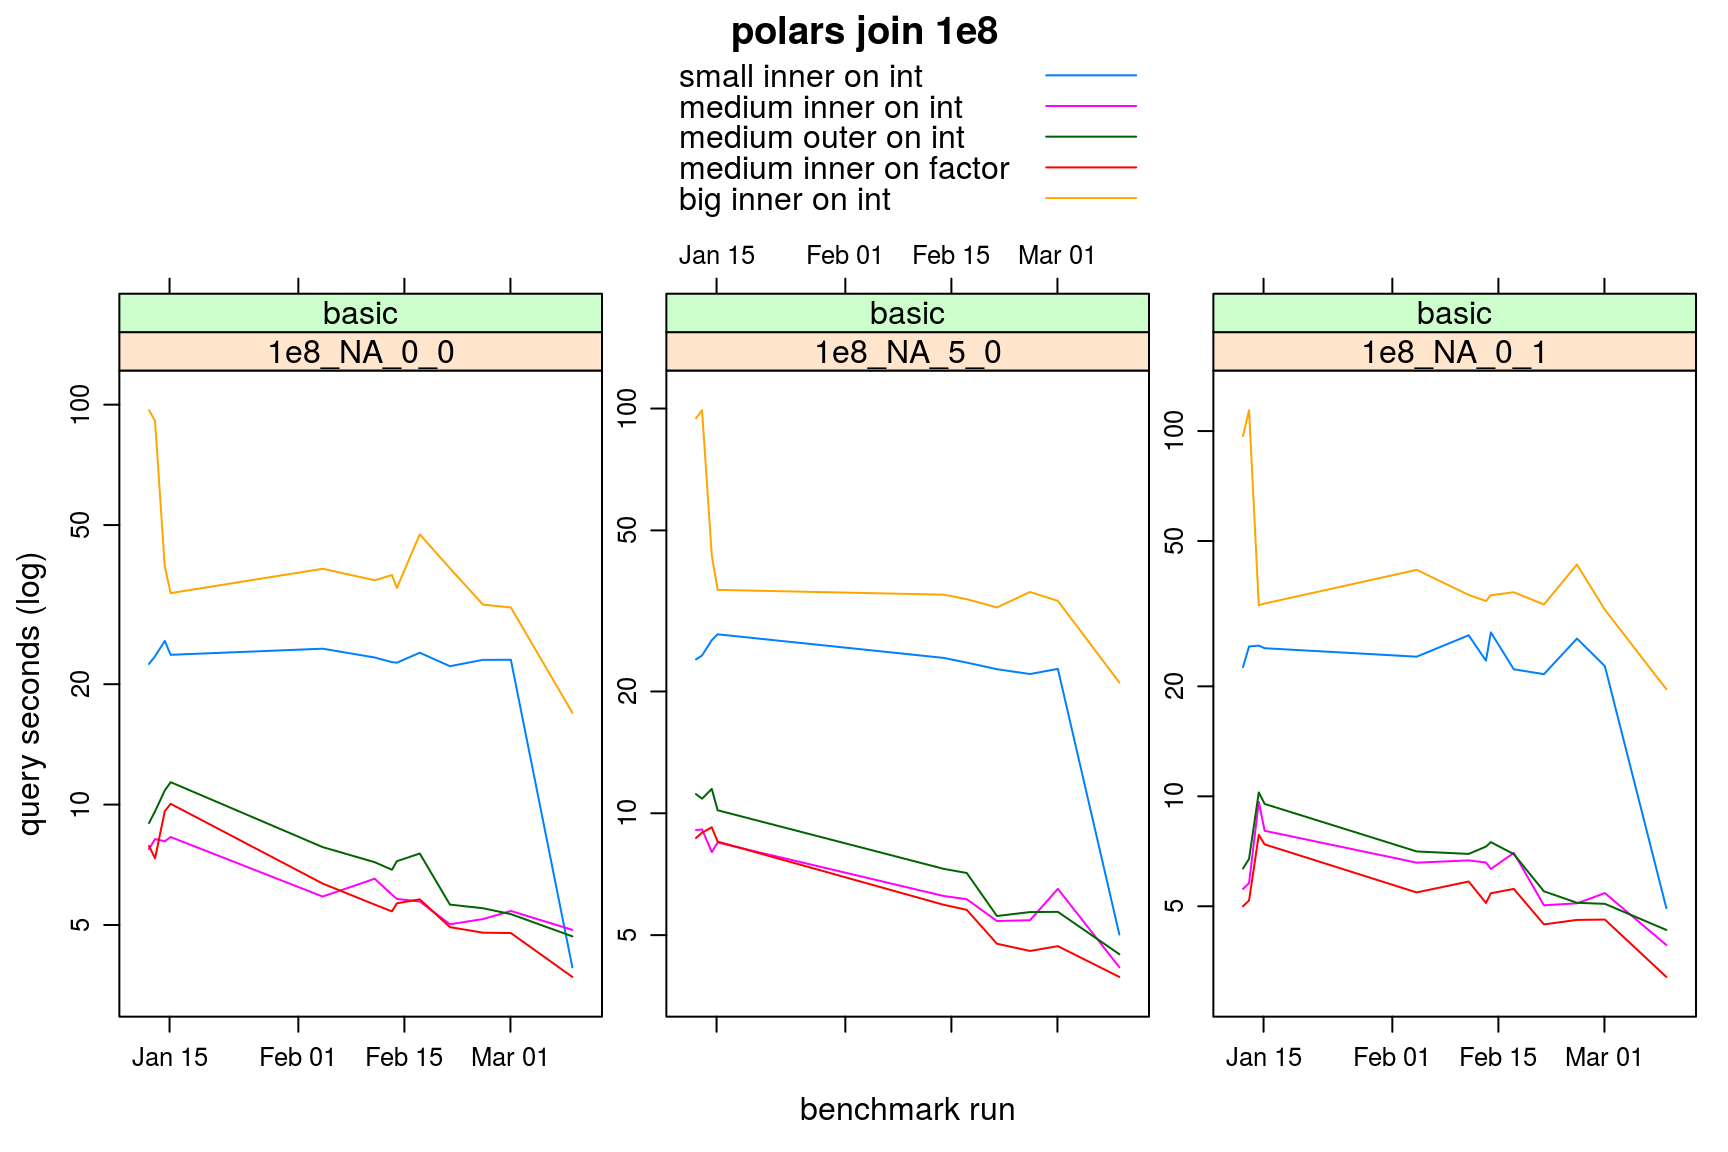 polars join 1e8
small inner on int
medium inner on int
medium outer on int
medium inner on factor
big inner on int
Jan 15 Feb 01 Feb 15 Mar 01
basic basic basic
1e8_NA_0_0 1e8_NA_5_0 1e8_NA_0_1
query seconds (log)
100
50
20
10
5
100
50
20
10
5
100
50
20
10
5
Jan 15 Feb 01 Feb 15 Mar 01 Jan 15 Feb 01 Feb 15 Mar 01
benchmark run